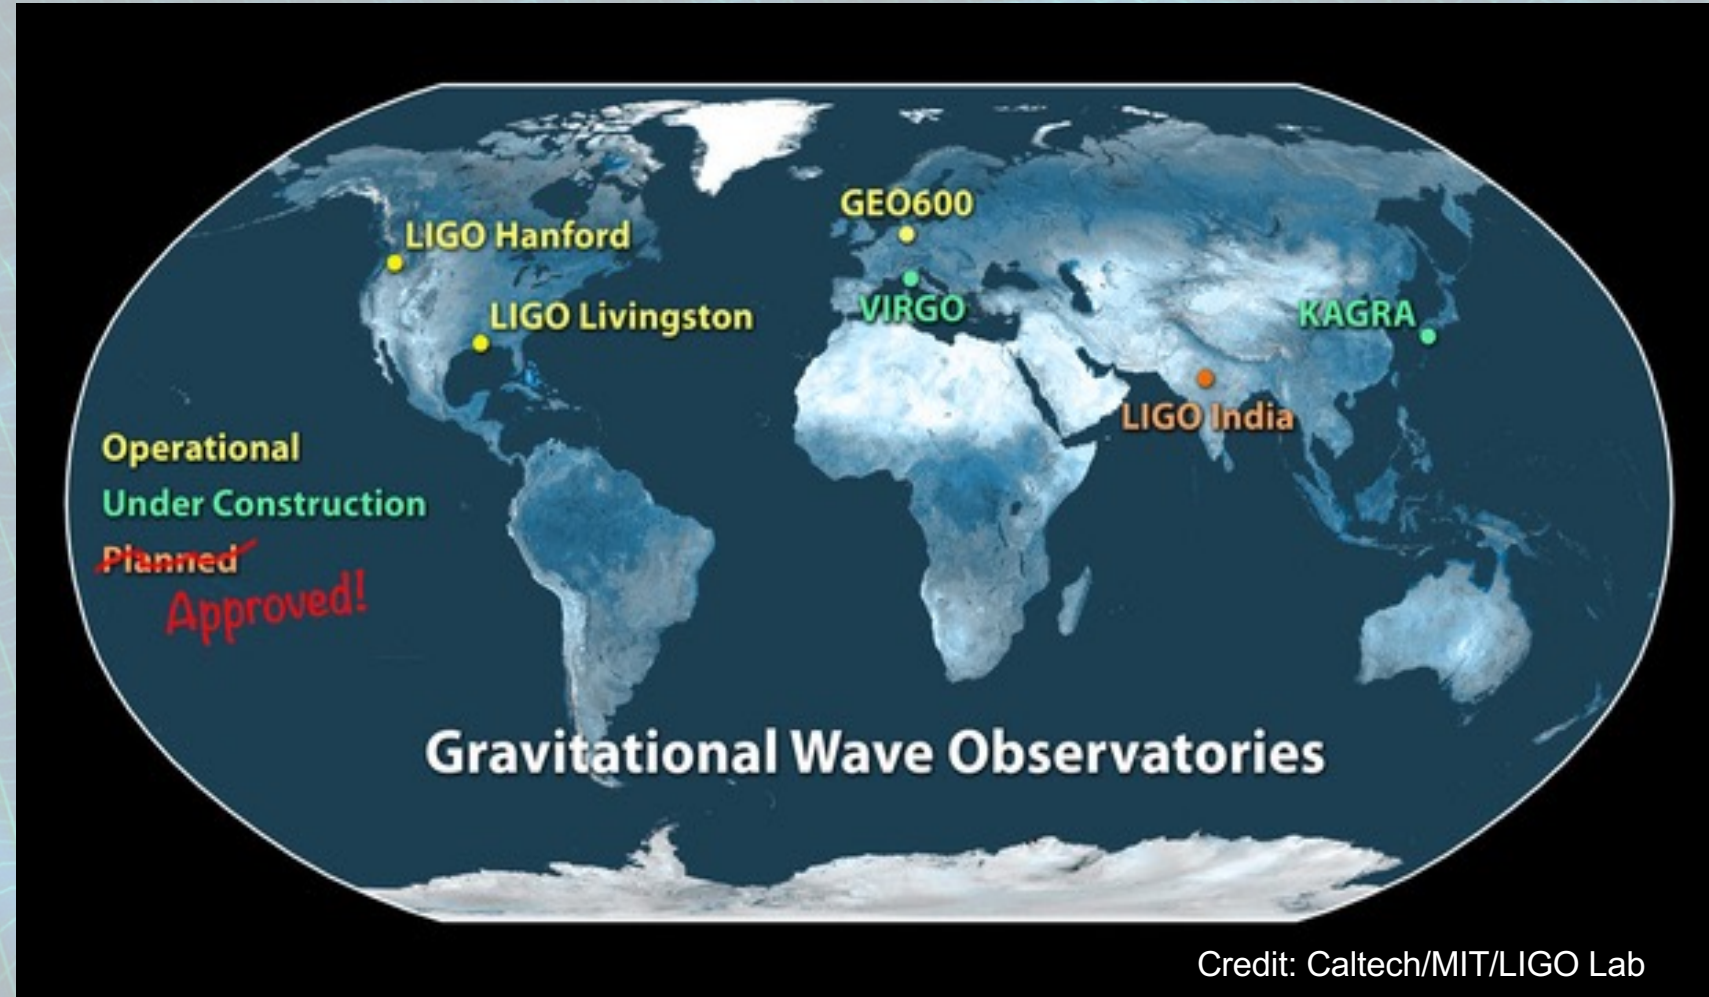 GEO600
LIGO Hanford
VIRGO
KAGRA
LIGO Livingston
LIGO India
Operational
Under Construction
Planned
Approved!
Gravitational Wave Observatories
Credit: Caltech/MIT/LIGO Lab